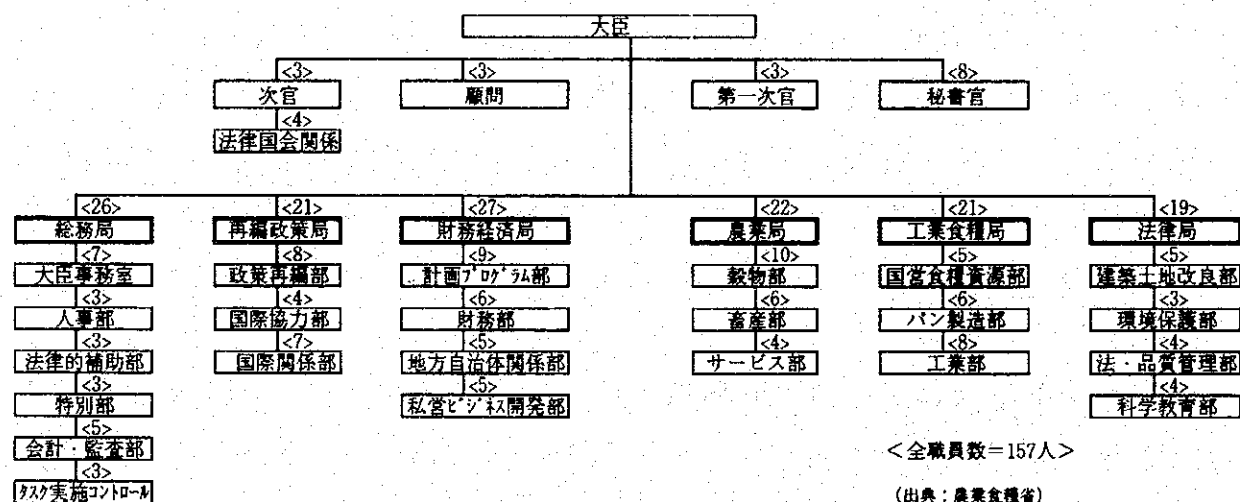 大臣
<3> <3> <3> <8>
次官 顧問 第一次官 秘書官
<4>
法律国会関係
<26> <21> <27> <22> <21> <19>
総務局 再編政策局 財務経済局 農業局 工業食糧局 法律局
<7> <8> <9> <10> <5> <5>
大臣事務室 政策再編部 計画プログラム部 穀物部 国営食糧資源部 建築土地改良部
<3> <4> <6> <6> <6> <3>
人事部 国際協力部 財務部 畜産部 パン製造部 環境保護部
<3> <7> <5> <4> <8> <4>
法律的補助部 国際関係部 地方自治体関係部 サービス部 工業部 法・品質管理部
<3> <5> <4>
特別部 私営ビジネス開発部 科学教育部
<5>
会計・監査部
<3>
タスク実施コントロール
<全職員数=157人>
(出典:農業食糧省)